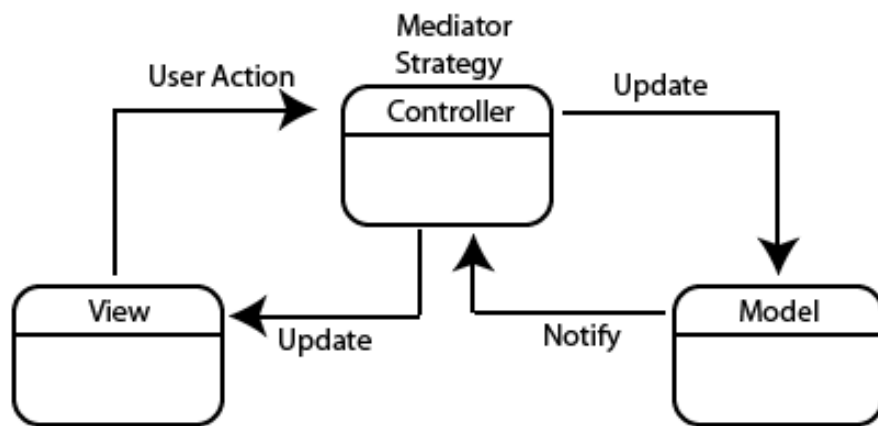 Mediator
Strategy
User Action
Controller
Update
View
Update
Notify
Model